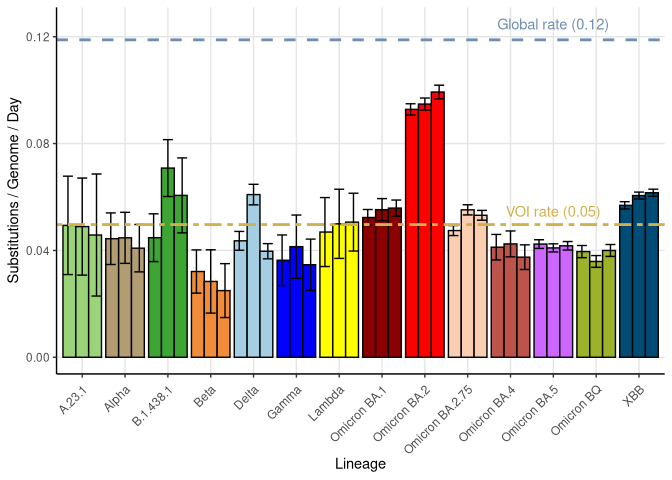 Global rate (0.12)
0.12
0.08
VOI rate (0.05)
0.04
0.00
Substitutions / Genome / Day
A.23.1
Alpha
B.1.438.1
Beta
Delta
Gamma
Lambda
Omicron BA.1
Omicron BA.2
Omicron BA.2.75
Omicron BA.4
Omicron BA.5
Omicron BQ
XBB
Lineage